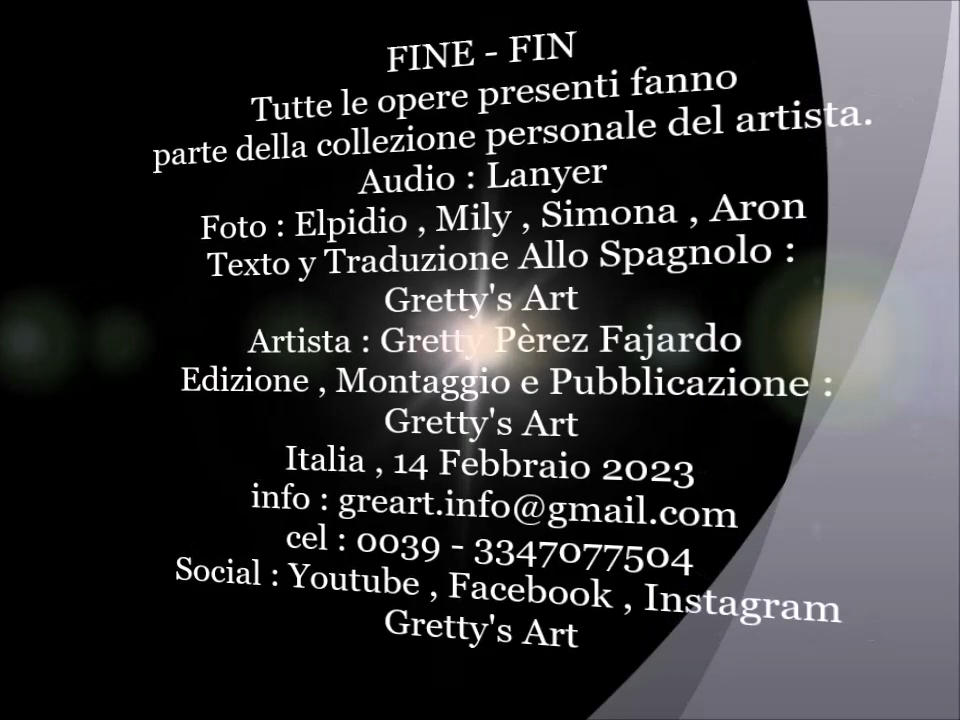 FINE - FIN
Tutte le opere presenti fanno
parte della collezione personale del artista.
Audio : Lanyer
Foto : Elpidio , Mily , Simona , Aron
Texto y Traduzione Allo Spagnolo :
Gretty's Art
Artista : Gretty Pèrez Fajardo
Edizione , Montaggio e Pubblicazione :
Gretty's Art
Italia , 14 Febbraio 2023
info : greart.info@gmail.com
cel : 0039 - 3347077504
Social : Youtube , Facebook , Instagram
Gretty's Art